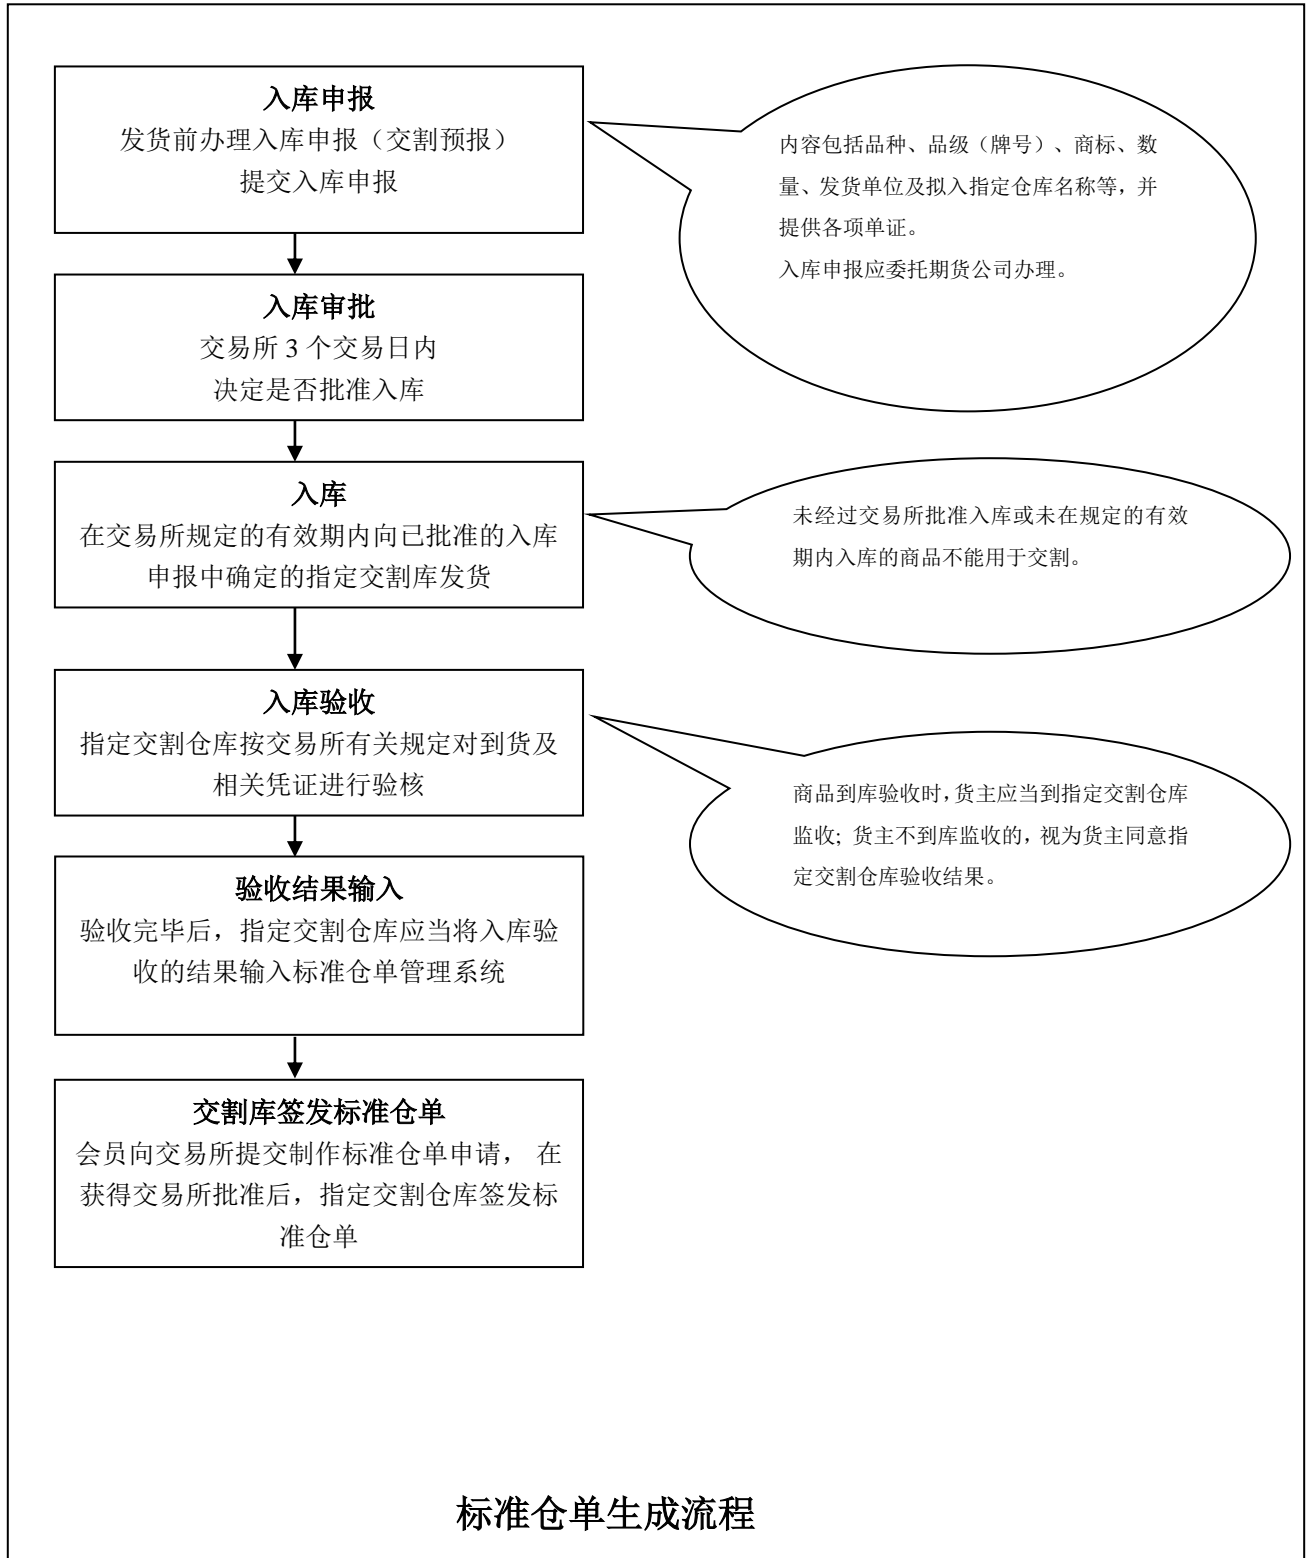 入库申报
发货前办理入库申报（交割预报）
提交入库申报
内容包括品种、品级（牌号）、商标、数
量、发货单位及拟入指定仓库名称等，并
提供各项单证。
入库申报应委托期货公司办理。
入库审批
交易所 3 个交易日内
决定是否批准入库
入库
在交易所规定的有效期内向已批准的入库
申报中确定的指定交割库发货
未经过交易所批准入库或未在规定的有效
期内入库的商品不能用于交割。
入库验收
指定交割仓库按交易所有关规定对到货及
相关凭证进行验核
商品到库验收时，货主应当到指定交割仓库
监收；货主不到库监收的，视为货主同意指
定交割仓库验收结果。
验收结果输入
验收完毕后，指定交割仓库应当将入库验
收的结果输入标准仓单管理系统
交割库签发标准仓单
会员向交易所提交制作标准仓单申请， 在
获得交易所批准后，指定交割仓库签发标
准仓单
标准仓单生成流程